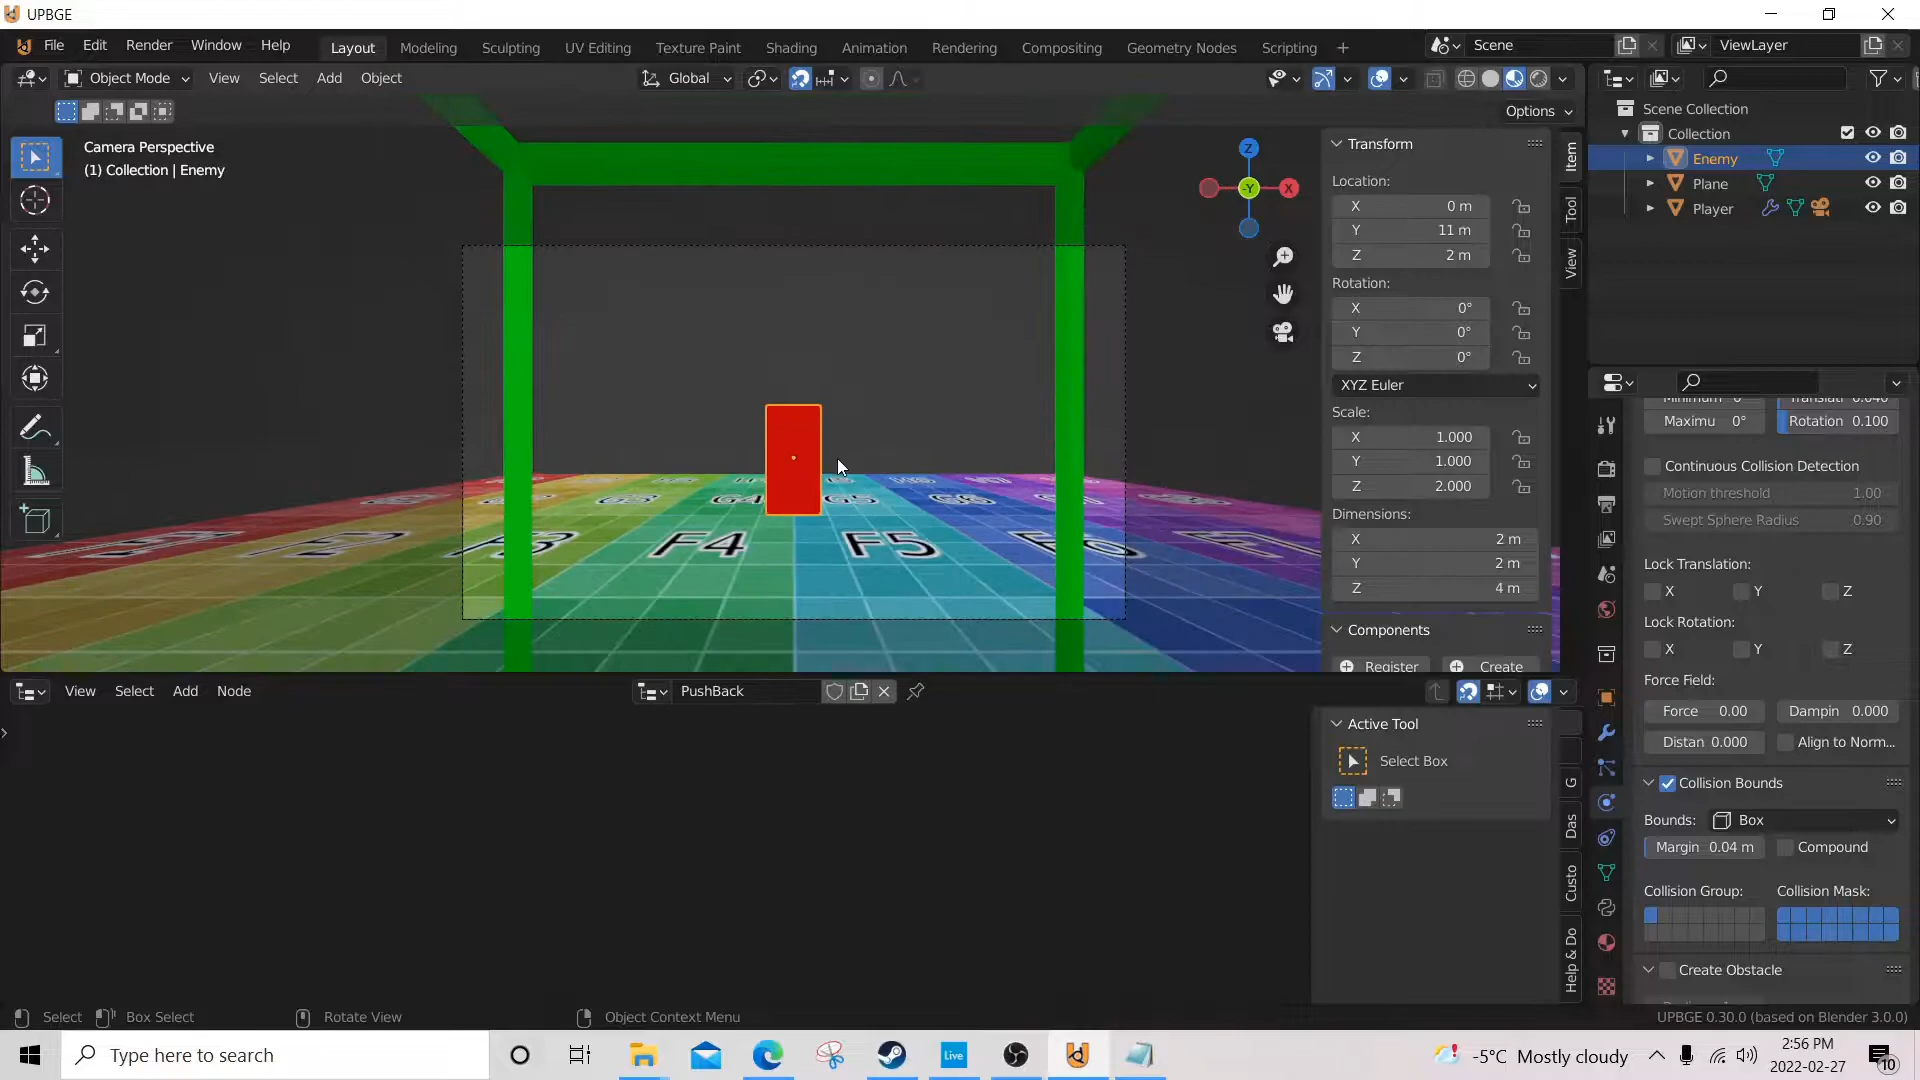 UPBGE
File Edit Render Window Help
Layout Modeling Sculpting UV Editing Texture Paint Shading Animation Rendering Compositing Geometry Nodes Scripting
Scene
ViewLayer
Object Mode View Select Add Object
Global
Options
Camera Perspective
(1) Collection | Enemy
Z
-Y
X
F4
F5
G4
G5
Transform
Location:
X 0 m
Y 11 m
Z 2 m
Rotation:
X 0°
Y 0°
Z 0°
XYZ Euler
Scale:
X 1.000
Y 1.000
Z 2.000
Dimensions:
X 2 m
Y 2 m
Z 4 m
Components
Register Create
Item
Tool
View
Scene Collection
Collection
Enemy
Plane
Player
Maximu 0° Rotation 0.100
Continuous Collision Detection
Motion threshold 1.00
Swept Sphere Radius 0.90
Lock Translation:
X Y Z
Lock Rotation:
X Y Z
Force Field:
Force 0.00 Dampin 0.000
Distan 0.000 Align to Norm...
Collision Bounds
Bounds: Box
Margin 0.04 m Compound
Collision Group: Collision Mask:
Create Obstacle
View Select Add Node
PushBack
Active Tool
Select Box
G
Das
Custo
Help & Do
Select Box Select Rotate View Object Context Menu
UPBGE 0.30.0 (based on Blender 3.0.0)
Type here to search
Live
-5°C Mostly cloudy
2:56 PM
2022-02-27
10